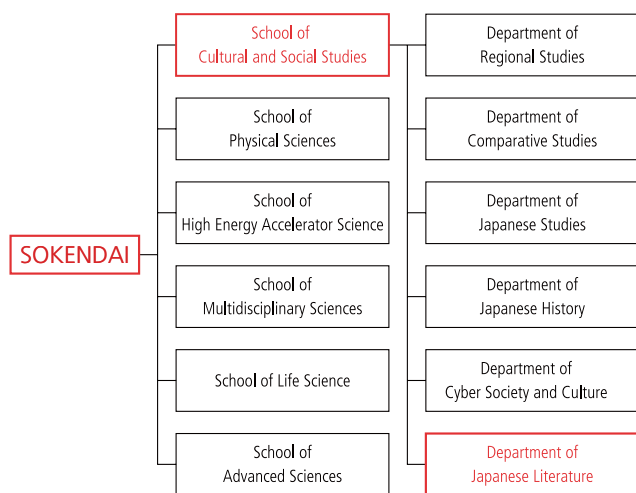 SOKENDAI
School of
Cultural and Social Studies
School of
Physical Sciences
School of
High Energy Accelerator Science
School of
Multidisciplinary Sciences
School of Life Science
School of
Advanced Sciences
Department of
Regional Studies
Department of
Comparative Studies
Department of
Japanese Studies
Department of
Japanese History
Department of
Cyber Society and Culture
Department of
Japanese Literature